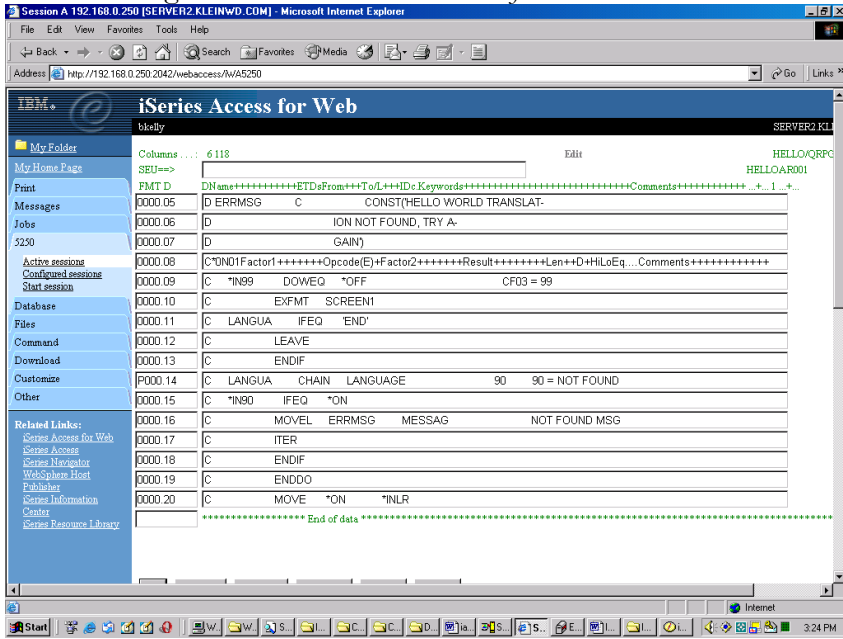 Session A 192.168.0.250 [SERVER2.KLEINWD.COM] - Microsoft Internet Explorer
File Edit View Favorites Tools Help
Back Search Favorites Media
Address http://192.168.0.250:2042/webaccess/iWA5250 Go Links »
IBM. iSeries Access for Web
bkelly SERVER2.KL
My Folder
My Home Page
Print
Messages
Jobs
5250
Active sessions
Configured sessions
Start session
Database
Files
Command
Download
Customize
Other
Related Links:
iSeries Access for Web
iSeries Access
iSeries Navigator
WebSphere Host
Publisher
iSeries Information
Center
iSeries Resource Library
Columns . . . : 6 118 Edit HELLO/QRPG
SEU==> HELLOAR001
FMT D DName+++++++++++ETDsFrom+++To/L+++IDc.Keywords+++++++++++++++++++++++++++++Comments++++++++++++ ...+... 1 ...+...
0000.05 D ERRMSG C CONST('HELLO WORLD TRANSLAT-
0000.06 D ION NOT FOUND, TRY A-
0000.07 D GAIN')
0000.08 C*0N01Factor1+++++++Opcode(E)+Factor2+++++++Result++++++++Len++D+HiLoEq....Comments++++++++++++
0000.09 C *IN99 DOWEQ *OFF CF03 = 99
0000.10 C EXFMT SCREEN1
0000.11 C LANGUA IFEQ 'END'
0000.12 C LEAVE
0000.13 C ENDIF
P000.14 C LANGUA CHAIN LANGUAGE 90 90 = NOT FOUND
0000.15 C *IN90 IFEQ *ON
0000.16 C MOVEL ERRMSG MESSAG NOT FOUND MSG
0000.17 C ITER
0000.18 C ENDIF
0000.19 C ENDDO
0000.20 C MOVE *ON *INLR
****************** End of data ******************************************************************
Internet
Start W.. W.. S... I... C... C... D... ia... S... S.. E... I... I... i... 3:24 PM